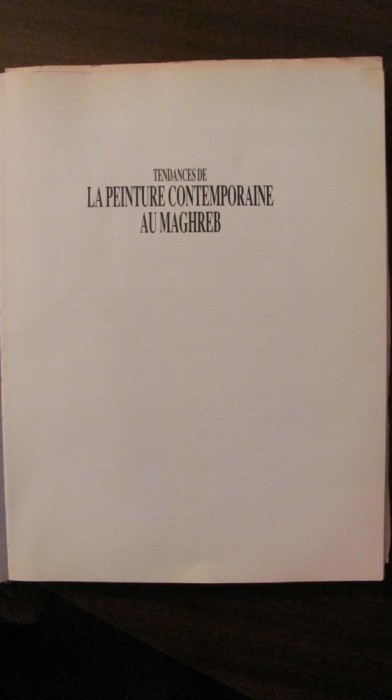 TENDANCES DE
LA PEINTURE CONTEMPORAINE
AU MAGHREB